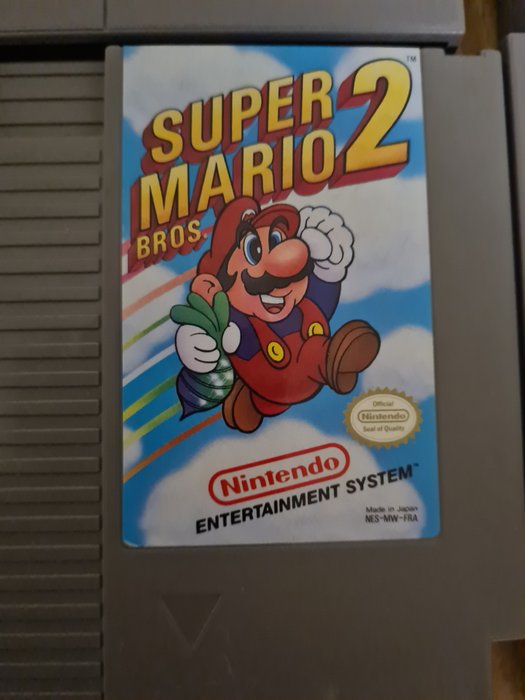 SUPER
MARIO 2
BROS.
TM
Official
Nintendo
Seal of Quality
Nintendo
ENTERTAINMENT SYSTEM™
Made in Japan
NES-MW-FRA